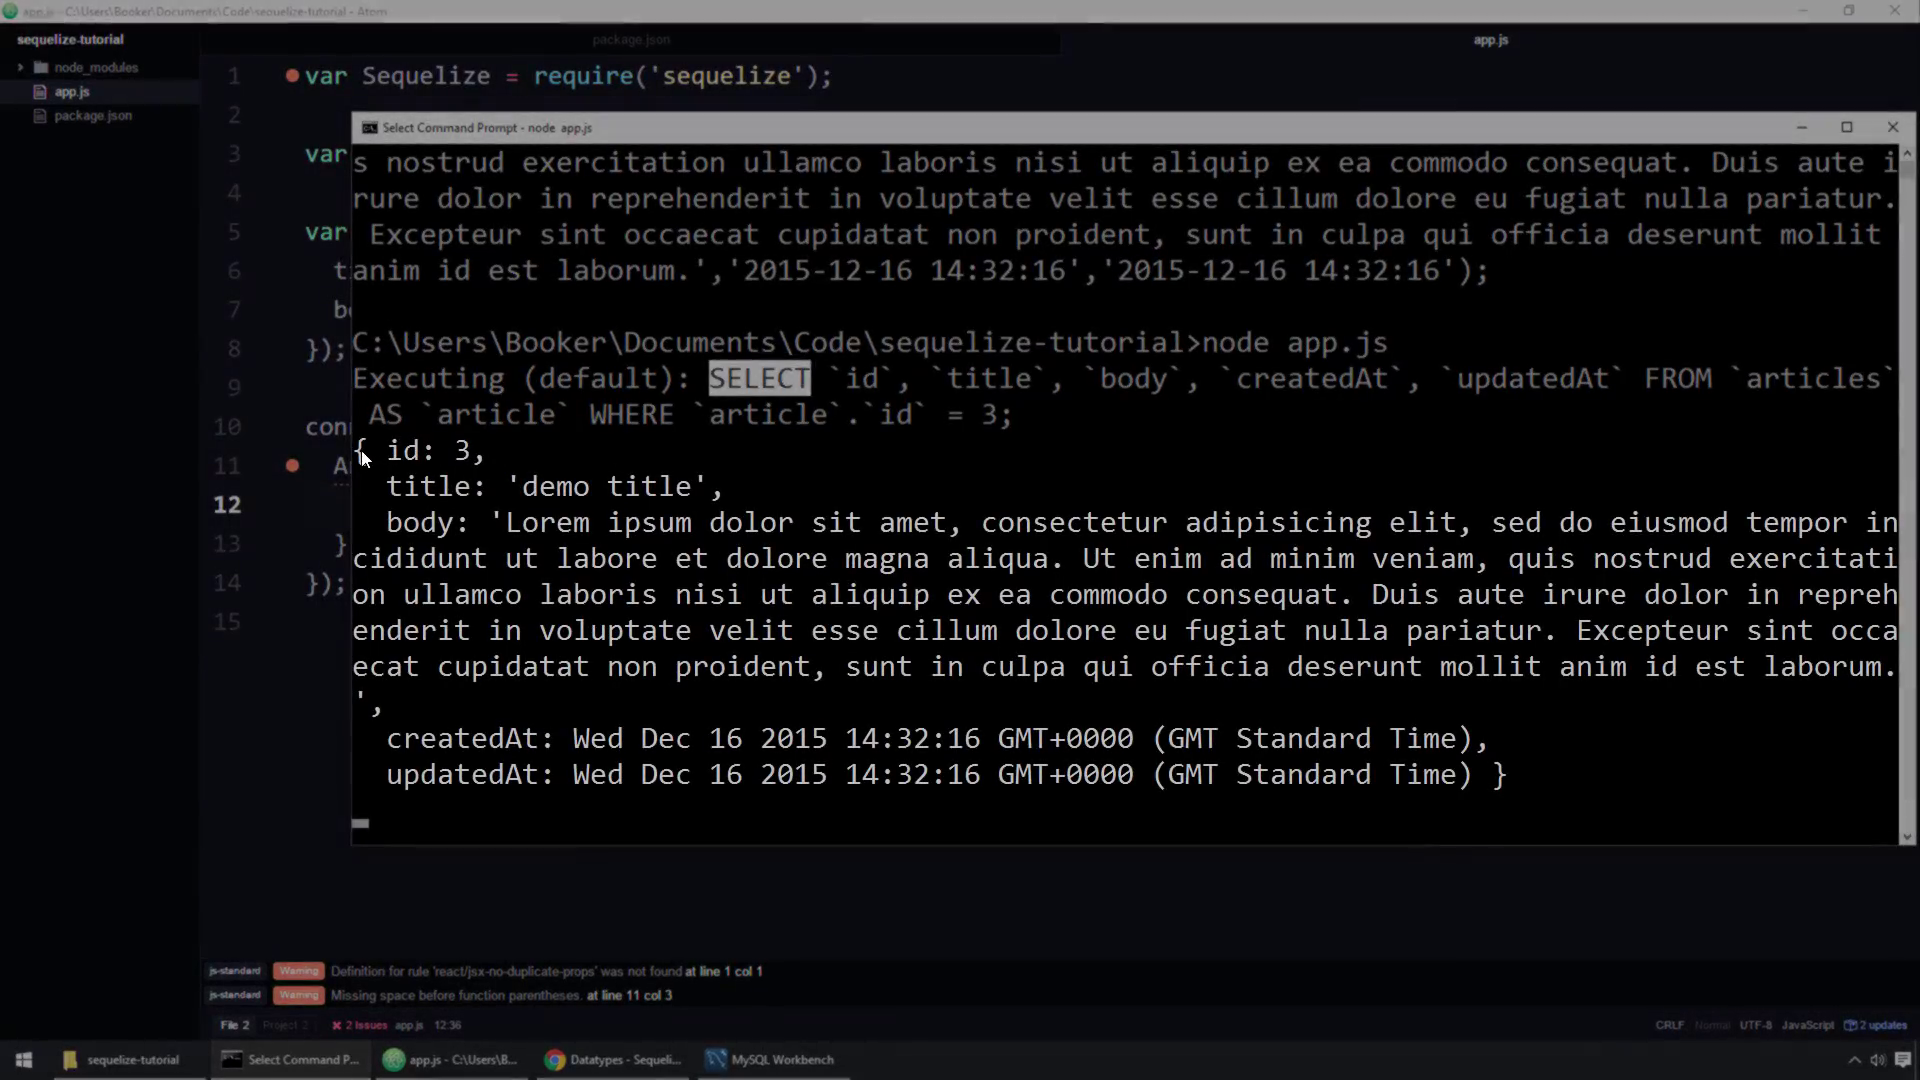 app.js - C:\Users\Booker\Documents\Code\sequelize-tutorial - Atom
sequelize-tutorial
package.json
app.js
node_modules
app.js
package.json
1 var Sequelize = require('sequelize');
2
Select Command Prompt - node app.js
3 var
4
5 var
6 t
7 b
8 });
9
10 con
11 A
12
13 }
14 });
15
s nostrud exercitation ullamco laboris nisi ut aliquip ex ea commodo consequat. Duis aute i
rure dolor in reprehenderit in voluptate velit esse cillum dolore eu fugiat nulla pariatur.
Excepteur sint occaecat cupidatat non proident, sunt in culpa qui officia deserunt mollit
anim id est laborum.','2015-12-16 14:32:16','2015-12-16 14:32:16');
C:\Users\Booker\Documents\Code\sequelize-tutorial>node app.js
Executing (default): SELECT `id`, `title`, `body`, `createdAt`, `updatedAt` FROM `articles`
AS `article` WHERE `article`.`id` = 3;
{ id: 3,
title: 'demo title',
body: 'Lorem ipsum dolor sit amet, consectetur adipisicing elit, sed do eiusmod tempor in
cididunt ut labore et dolore magna aliqua. Ut enim ad minim veniam, quis nostrud exercitati
on ullamco laboris nisi ut aliquip ex ea commodo consequat. Duis aute irure dolor in repreh
enderit in voluptate velit esse cillum dolore eu fugiat nulla pariatur. Excepteur sint occa
ecat cupidatat non proident, sunt in culpa qui officia deserunt mollit anim id est laborum.
',
createdAt: Wed Dec 16 2015 14:32:16 GMT+0000 (GMT Standard Time),
updatedAt: Wed Dec 16 2015 14:32:16 GMT+0000 (GMT Standard Time) }
js-standard Warning Definition for rule 'react/jsx-no-duplicate-props' was not found at line 1 col 1
js-standard Warning Missing space before function parentheses. at line 11 col 3
File 2 Project 2 2 Issues app.js 12:36 CRLF Normal UTF-8 JavaScript 2 updates
sequelize-tutorial Select Command P... app.js - C:\Users\B... Datatypes - Sequeli... MySQL Workbench